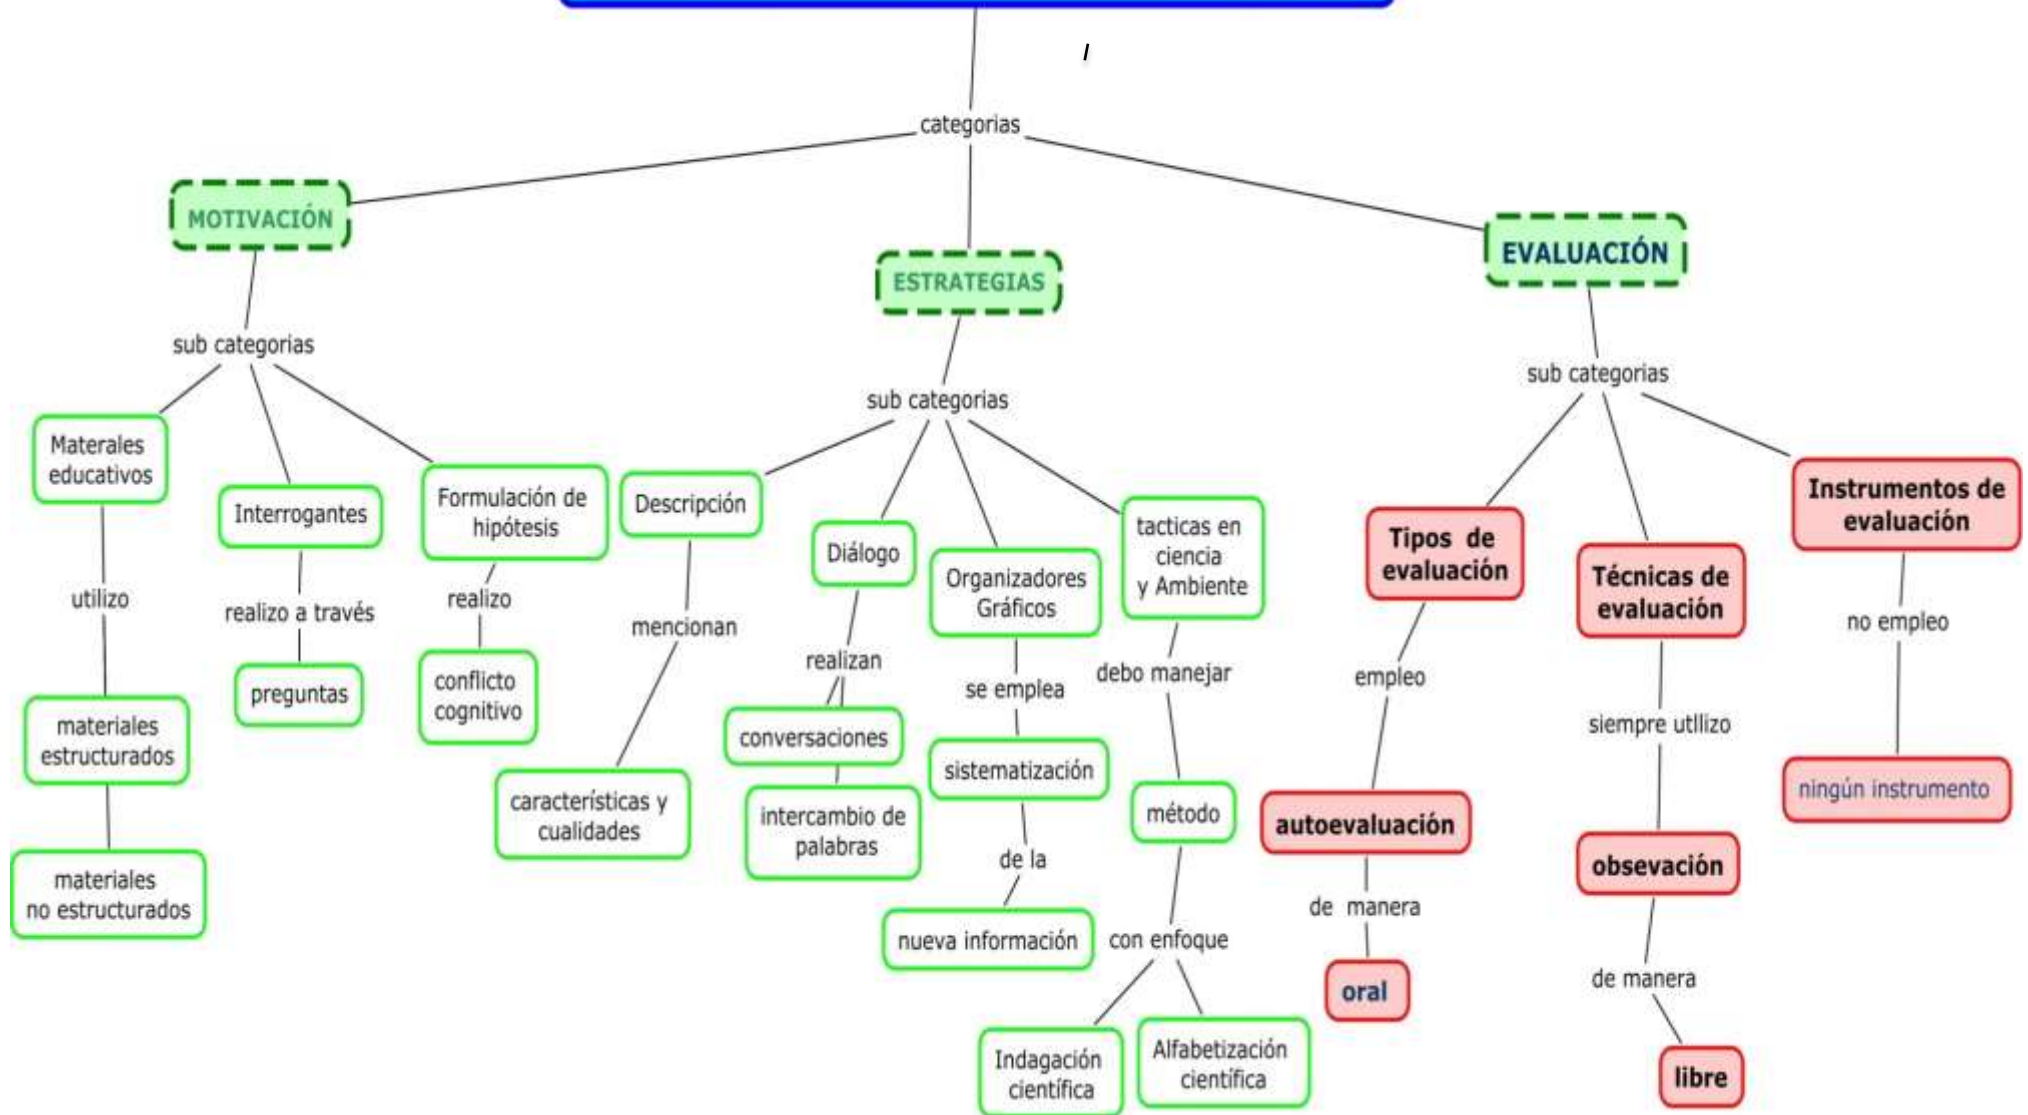 I
categorias
MOTIVACIÓN
ESTRATEGIAS
EVALUACIÓN
sub categorias
sub categorias
sub categorias
Materales
educativos
Interrogantes
Formulación de
hipótesis
Descripción
Diálogo
Organizadores
Gráficos
tacticas en
ciencia
y Ambiente
Tipos de
evaluación
Técnicas de
evaluación
Instrumentos de
evaluación
utilizo
realizo a través
realizo
mencionan
realizan
se emplea
debo manejar
empleo
siempre utllizo
no empleo
materiales
estructurados
preguntas
conflicto
cognitivo
características y
cualidades
conversaciones
intercambio de
palabras
sistematización
método
autoevaluación
obsevación
ningún instrumento
materiales
no estructurados
de la
nueva información
con enfoque
de manera
oral
de manera
libre
Indagación
científica
Alfabetización
científica